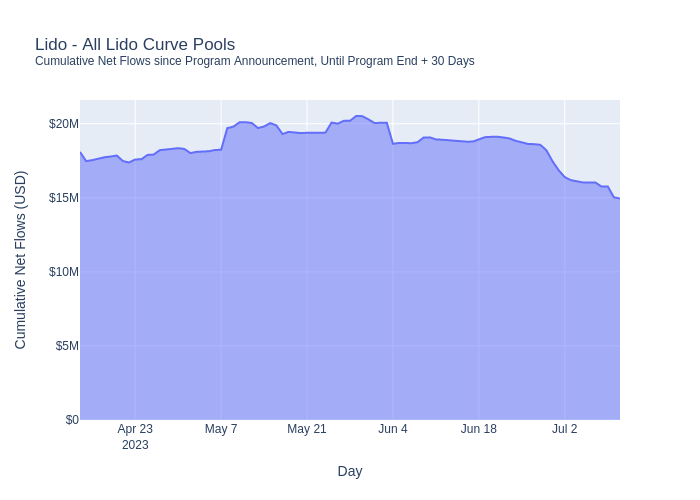 Lido - All Lido Curve Pools
Cumulative Net Flows since Program Announcement, Until Program End + 30 Days
Cumulative Net Flows (USD)
$20M
$15M
$10M
$5M
$0
Apr 23
2023
May 7
May 21
Jun 4
Jun 18
Jul 2
Day